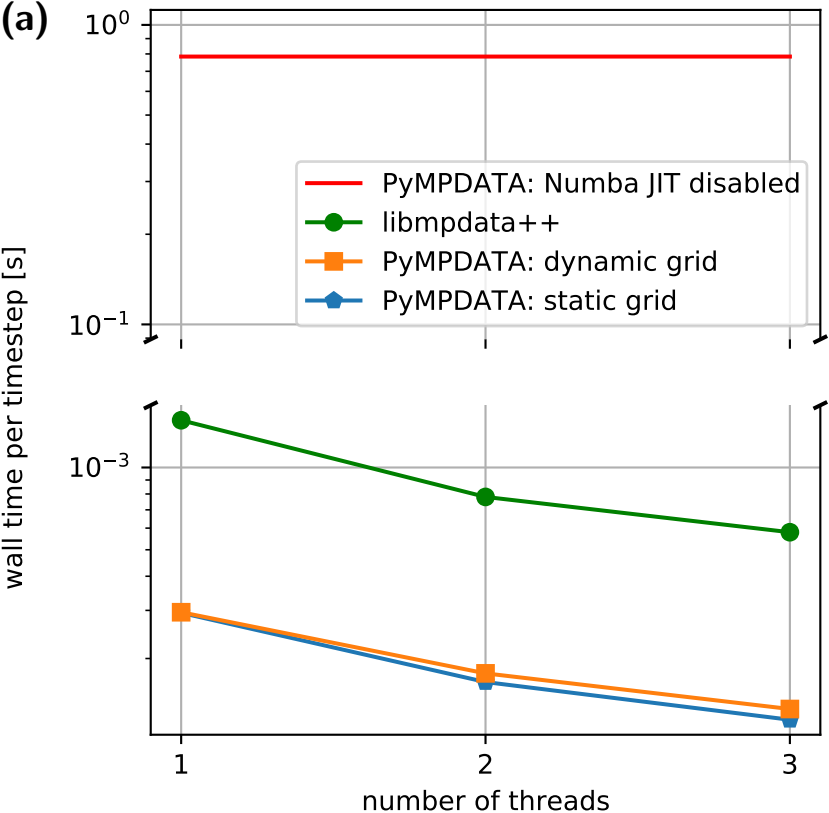 (a)
10⁰
PyMPDATA: Numba JIT disabled
libmpdata++
PyMPDATA: dynamic grid
PyMPDATA: static grid
10⁻¹
wall time per timestep [s]
10⁻³
1 2 3
number of threads